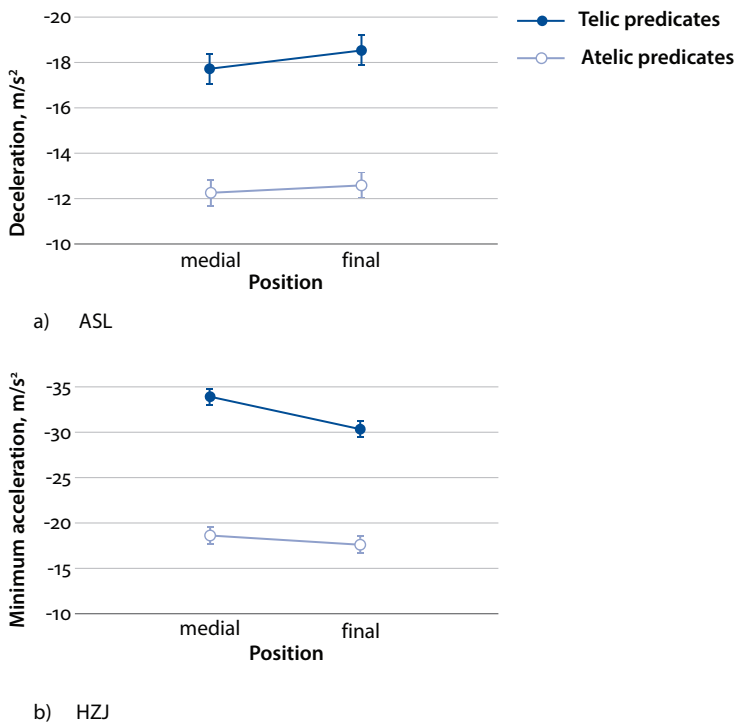 Telic predicates
Atelic predicates
Deceleration, m/s²
-20
-18
-16
-14
-12
-10
medial final
Position
a) ASL
Minimum acceleration, m/s²
-35
-30
-25
-20
-15
-10
medial final
Position
b) HZJ